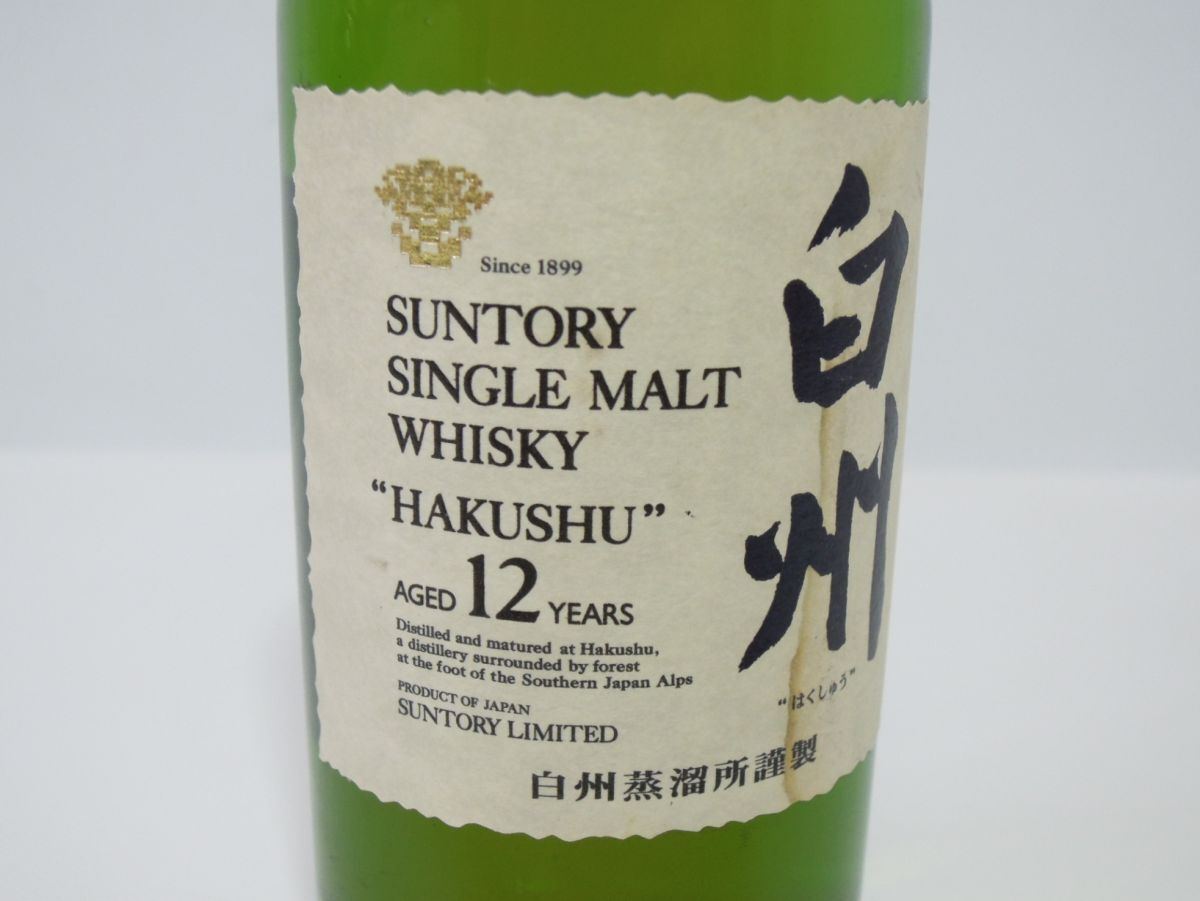 Since 1899
SUNTORY
SINGLE MALT
WHISKY
“HAKUSHU”
AGED 12 YEARS
Distilled and matured at Hakushu,
a distillery surrounded by forest
at the foot of the Southern Japan Alps
PRODUCT OF JAPAN
SUNTORY LIMITED
白州
“はくしゅう”
白州蒸溜所謹製